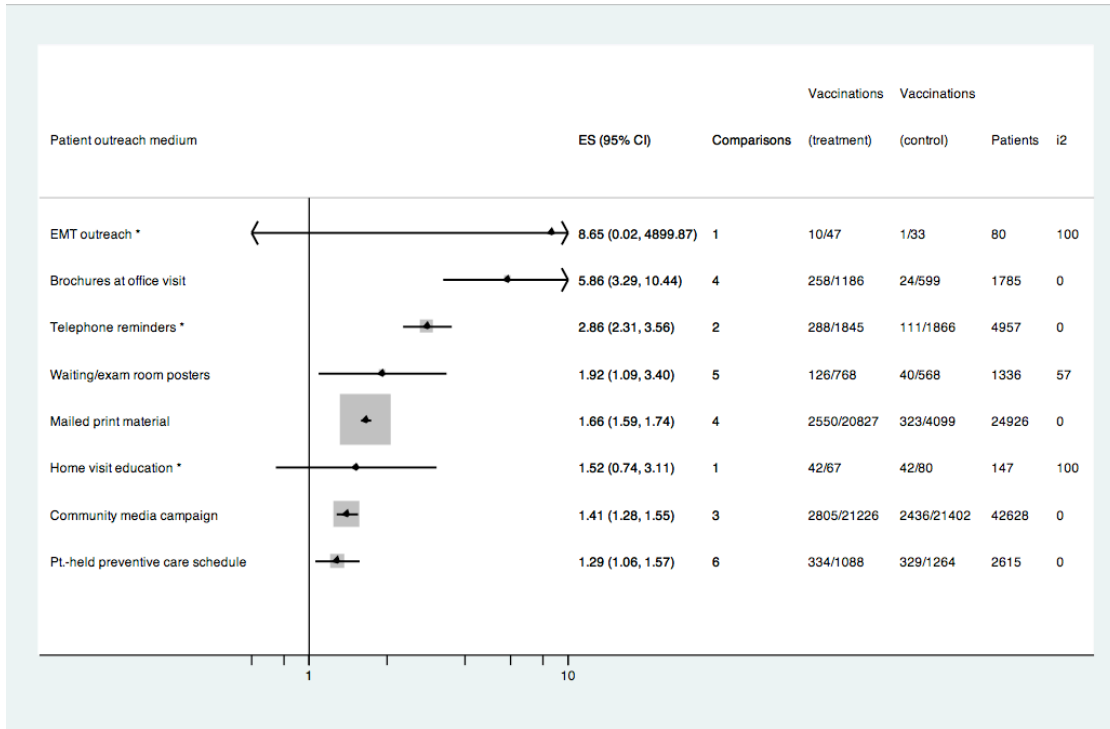 Vaccinations Vaccinations
Patient outreach medium ES (95% CI) Comparisons (treatment) (control) Patients i2
EMT outreach * 8.65 (0.02, 4899.87) 1 10/47 1/33 80 100
Brochures at office visit 5.86 (3.29, 10.44) 4 258/1186 24/599 1785 0
Telephone reminders * 2.86 (2.31, 3.56) 2 288/1845 111/1866 4957 0
Waiting/exam room posters 1.92 (1.09, 3.40) 5 126/768 40/568 1336 57
Mailed print material 1.66 (1.59, 1.74) 4 2550/20827 323/4099 24926 0
Home visit education * 1.52 (0.74, 3.11) 1 42/67 42/80 147 100
Community media campaign 1.41 (1.28, 1.55) 3 2805/21226 2436/21402 42628 0
Pt.-held preventive care schedule 1.29 (1.06, 1.57) 6 334/1088 329/1264 2615 0
1 10